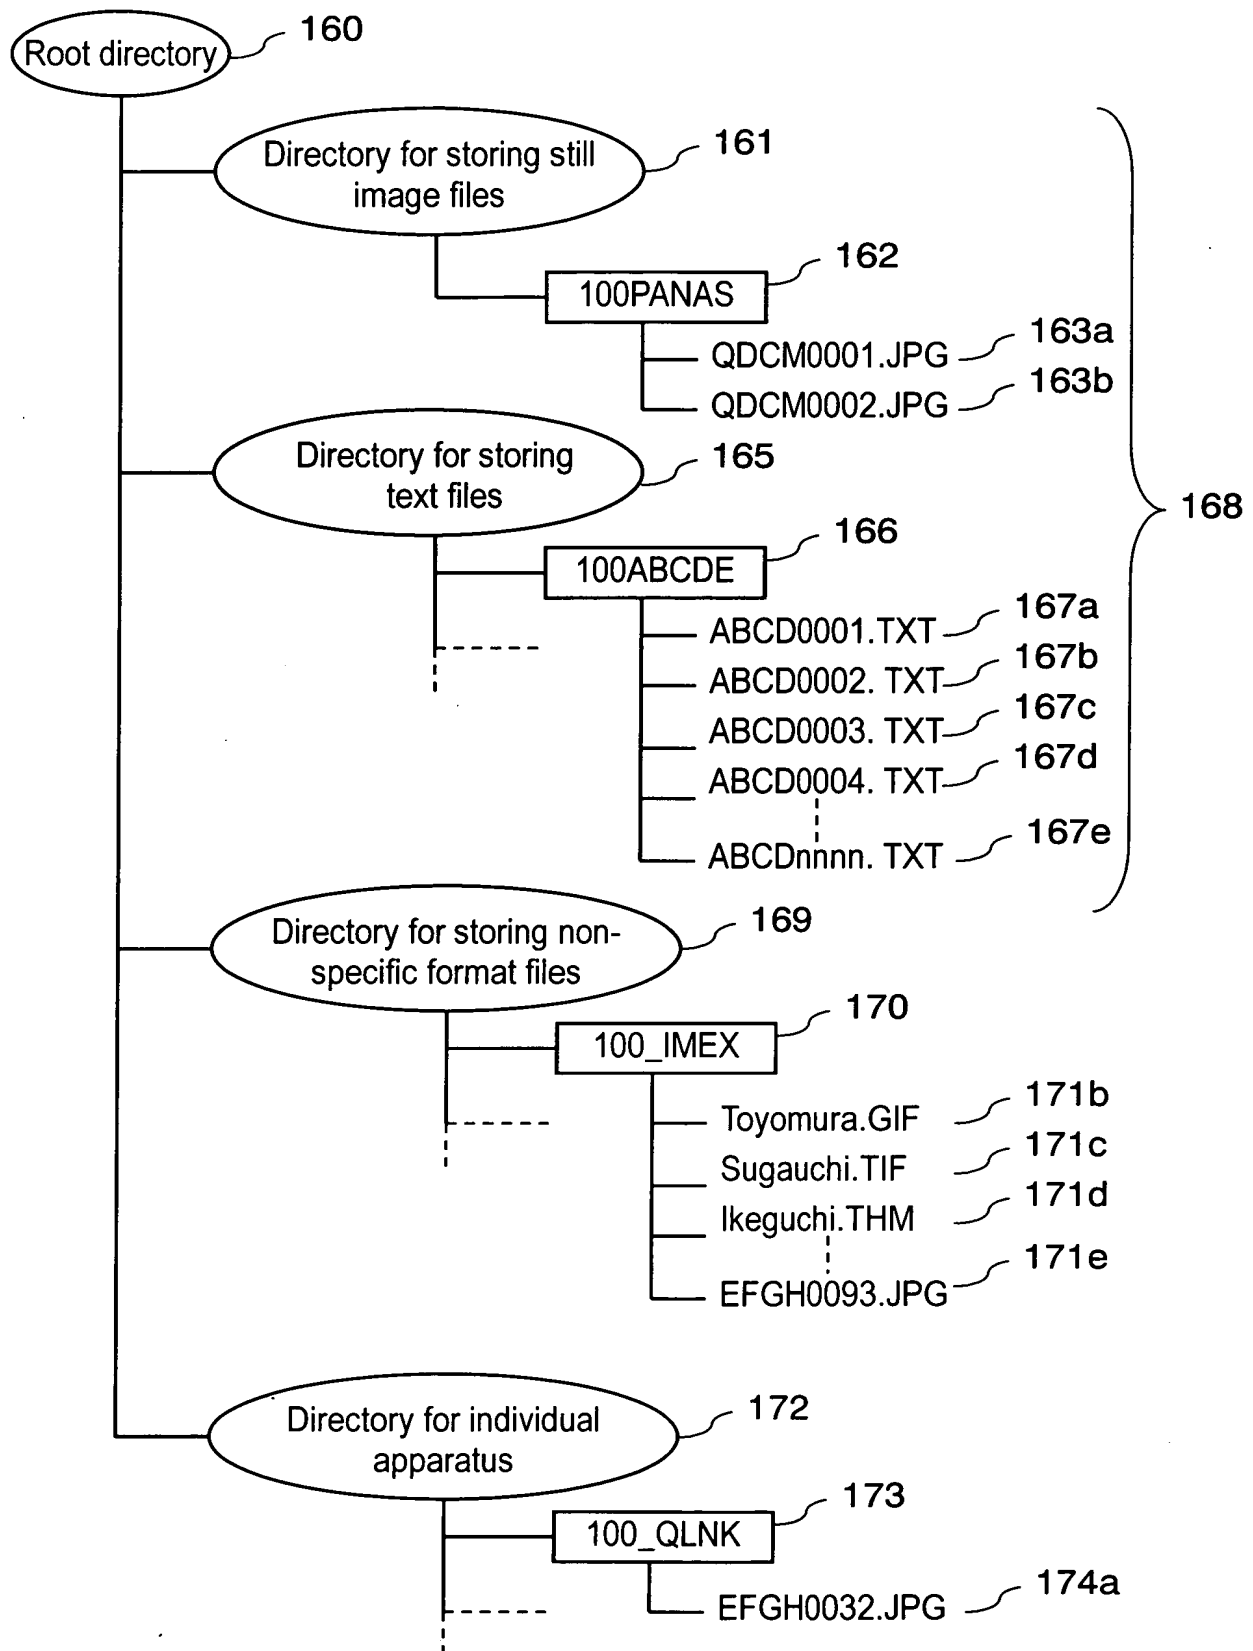 Root directory
160
Directory for storing still
image files
161
100PANAS
162
QDCM0001.JPG
163a
QDCM0002.JPG
163b
Directory for storing
text files
165
100ABCDE
166
ABCD0001.TXT
167a
ABCD0002. TXT
167b
ABCD0003. TXT
167c
ABCD0004. TXT
167d
ABCDnnnn. TXT
167e
168
Directory for storing non-
specific format files
169
100_IMEX
170
Toyomura.GIF
171b
Sugauchi.TIF
171c
Ikeguchi.THM
171d
EFGH0093.JPG
171e
Directory for individual
apparatus
172
100_QLNK
173
EFGH0032.JPG
174a